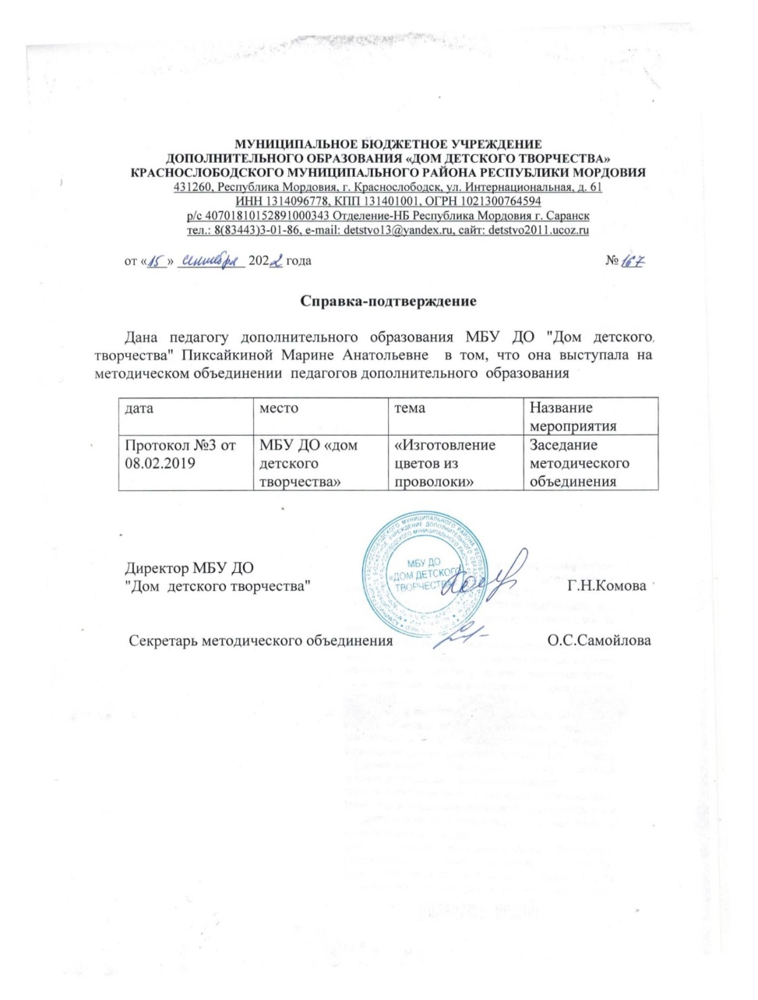 МУНИЦИПАЛЬНОЕ БЮДЖЕТНОЕ УЧРЕЖДЕНИЕ
ДОПОЛНИТЕЛЬНОГО ОБРАЗОВАНИЯ «ДОМ ДЕТСКОГО ТВОРЧЕСТВА»
КРАСНОСЛОБОДСКОГО МУНИЦИПАЛЬНОГО РАЙОНА РЕСПУБЛИКИ МОРДОВИЯ
431260, Республика Мордовия, г. Краснослободск, ул. Интернациональная, д. 61
ИНН 1314096778, КПП 131401001, ОГРН 1021300764594
р/с 40701810152891000343 Отделение-НБ Республика Мордовия г. Саранск
тел.: 8(83443)3-01-86, e-mail: detstvo13@yandex.ru, сайт: detstvo2011.ucoz.ru
от «15» сентября 2022 года № 167
Справка-подтверждение
Дана педагогу дополнительного образования МБУ ДО "Дом детского
творчества" Пиксайкиной Марине Анатольевне в том, что она выступала на
методическом объединении педагогов дополнительного образования
дата место тема Название
мероприятия
Протокол №3 от МБУ ДО «дом «Изготовление Заседание
08.02.2019 детского цветов из методического
творчества» проволоки» объединения
МБУ ДО
«ДОМ ДЕТСКОГО
ТВОРЧЕСТВА»
Директор МБУ ДО
"Дом детского творчества" Г.Н.Комова
Секретарь методического объединения О.С.Самойлова